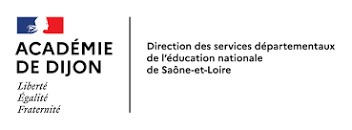 ACADÉMIE
DE DIJON
Liberté
Égalité
Fraternité
Direction des services départementaux
de l'éducation nationale
de Saône-et-Loire